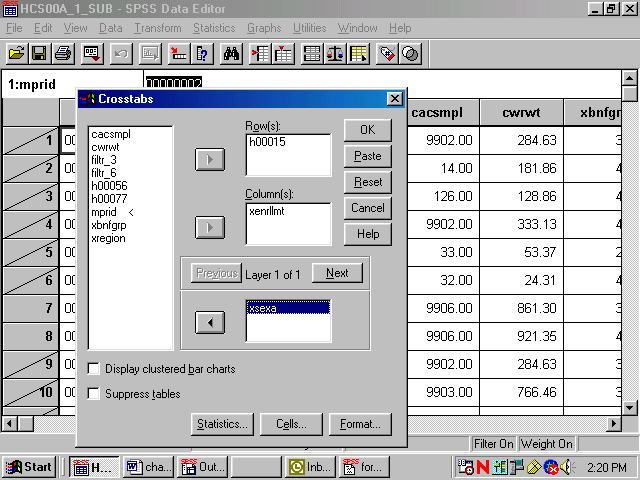 HCS00A_1_SUB - SPSS Data Editor
File Edit View Data Transform Statistics Graphs Utilities Window Help
1:mprid 00000002
Crosstabs
cacsmpl cwrwt xbnfgr
cacsmpl
cwrwt
filtr_3
filtr_6
h00056
h00077
mprid <
xbnfgrp
xregion
Row(s):
h00015
Column(s):
xenrllmt
OK
Paste
Reset
Cancel
Help
Previous Layer 1 of 1 Next
xsexa
Display clustered bar charts
Suppress tables
Statistics... Cells... Format...
1 00 9902.00 284.63 3
2 00 14.00 181.86 4
3 00 126.00 128.86 4
4 00 9902.00 333.13 4
5 00 33.00 53.37 2
6 00 32.00 24.31 4
7 00 9906.00 861.30 3
8 00 9906.00 921.35 4
9 00 9902.00 284.63 3
10 00 9903.00 766.46 3
Filter On Weight On
Start H... cha... Out... Inb... for... 2:20 PM